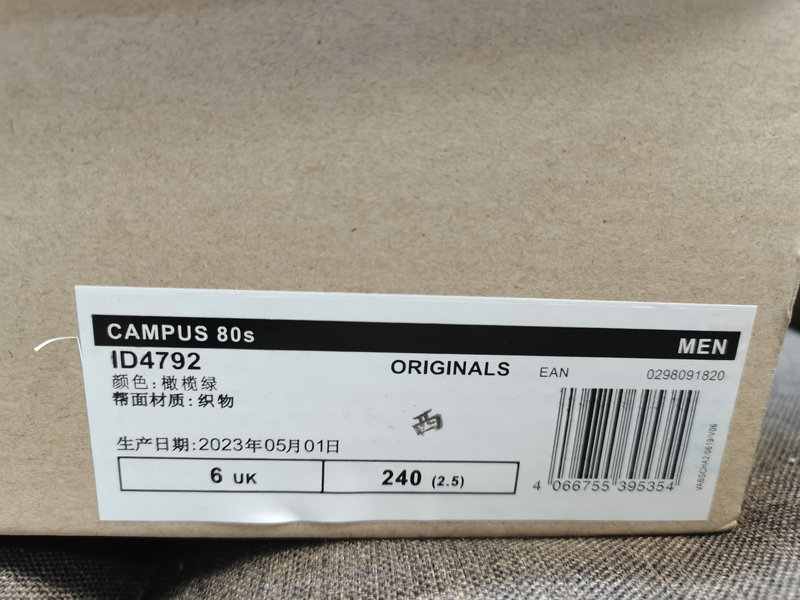 CAMPUS 80s
MEN
ID4792
ORIGINALS
EAN
0298091820
颜色:橄榄绿
帮面材质:织物
西
生产日期:2023年05月01日
6 UK
240 (2.5)
4 066755 395354